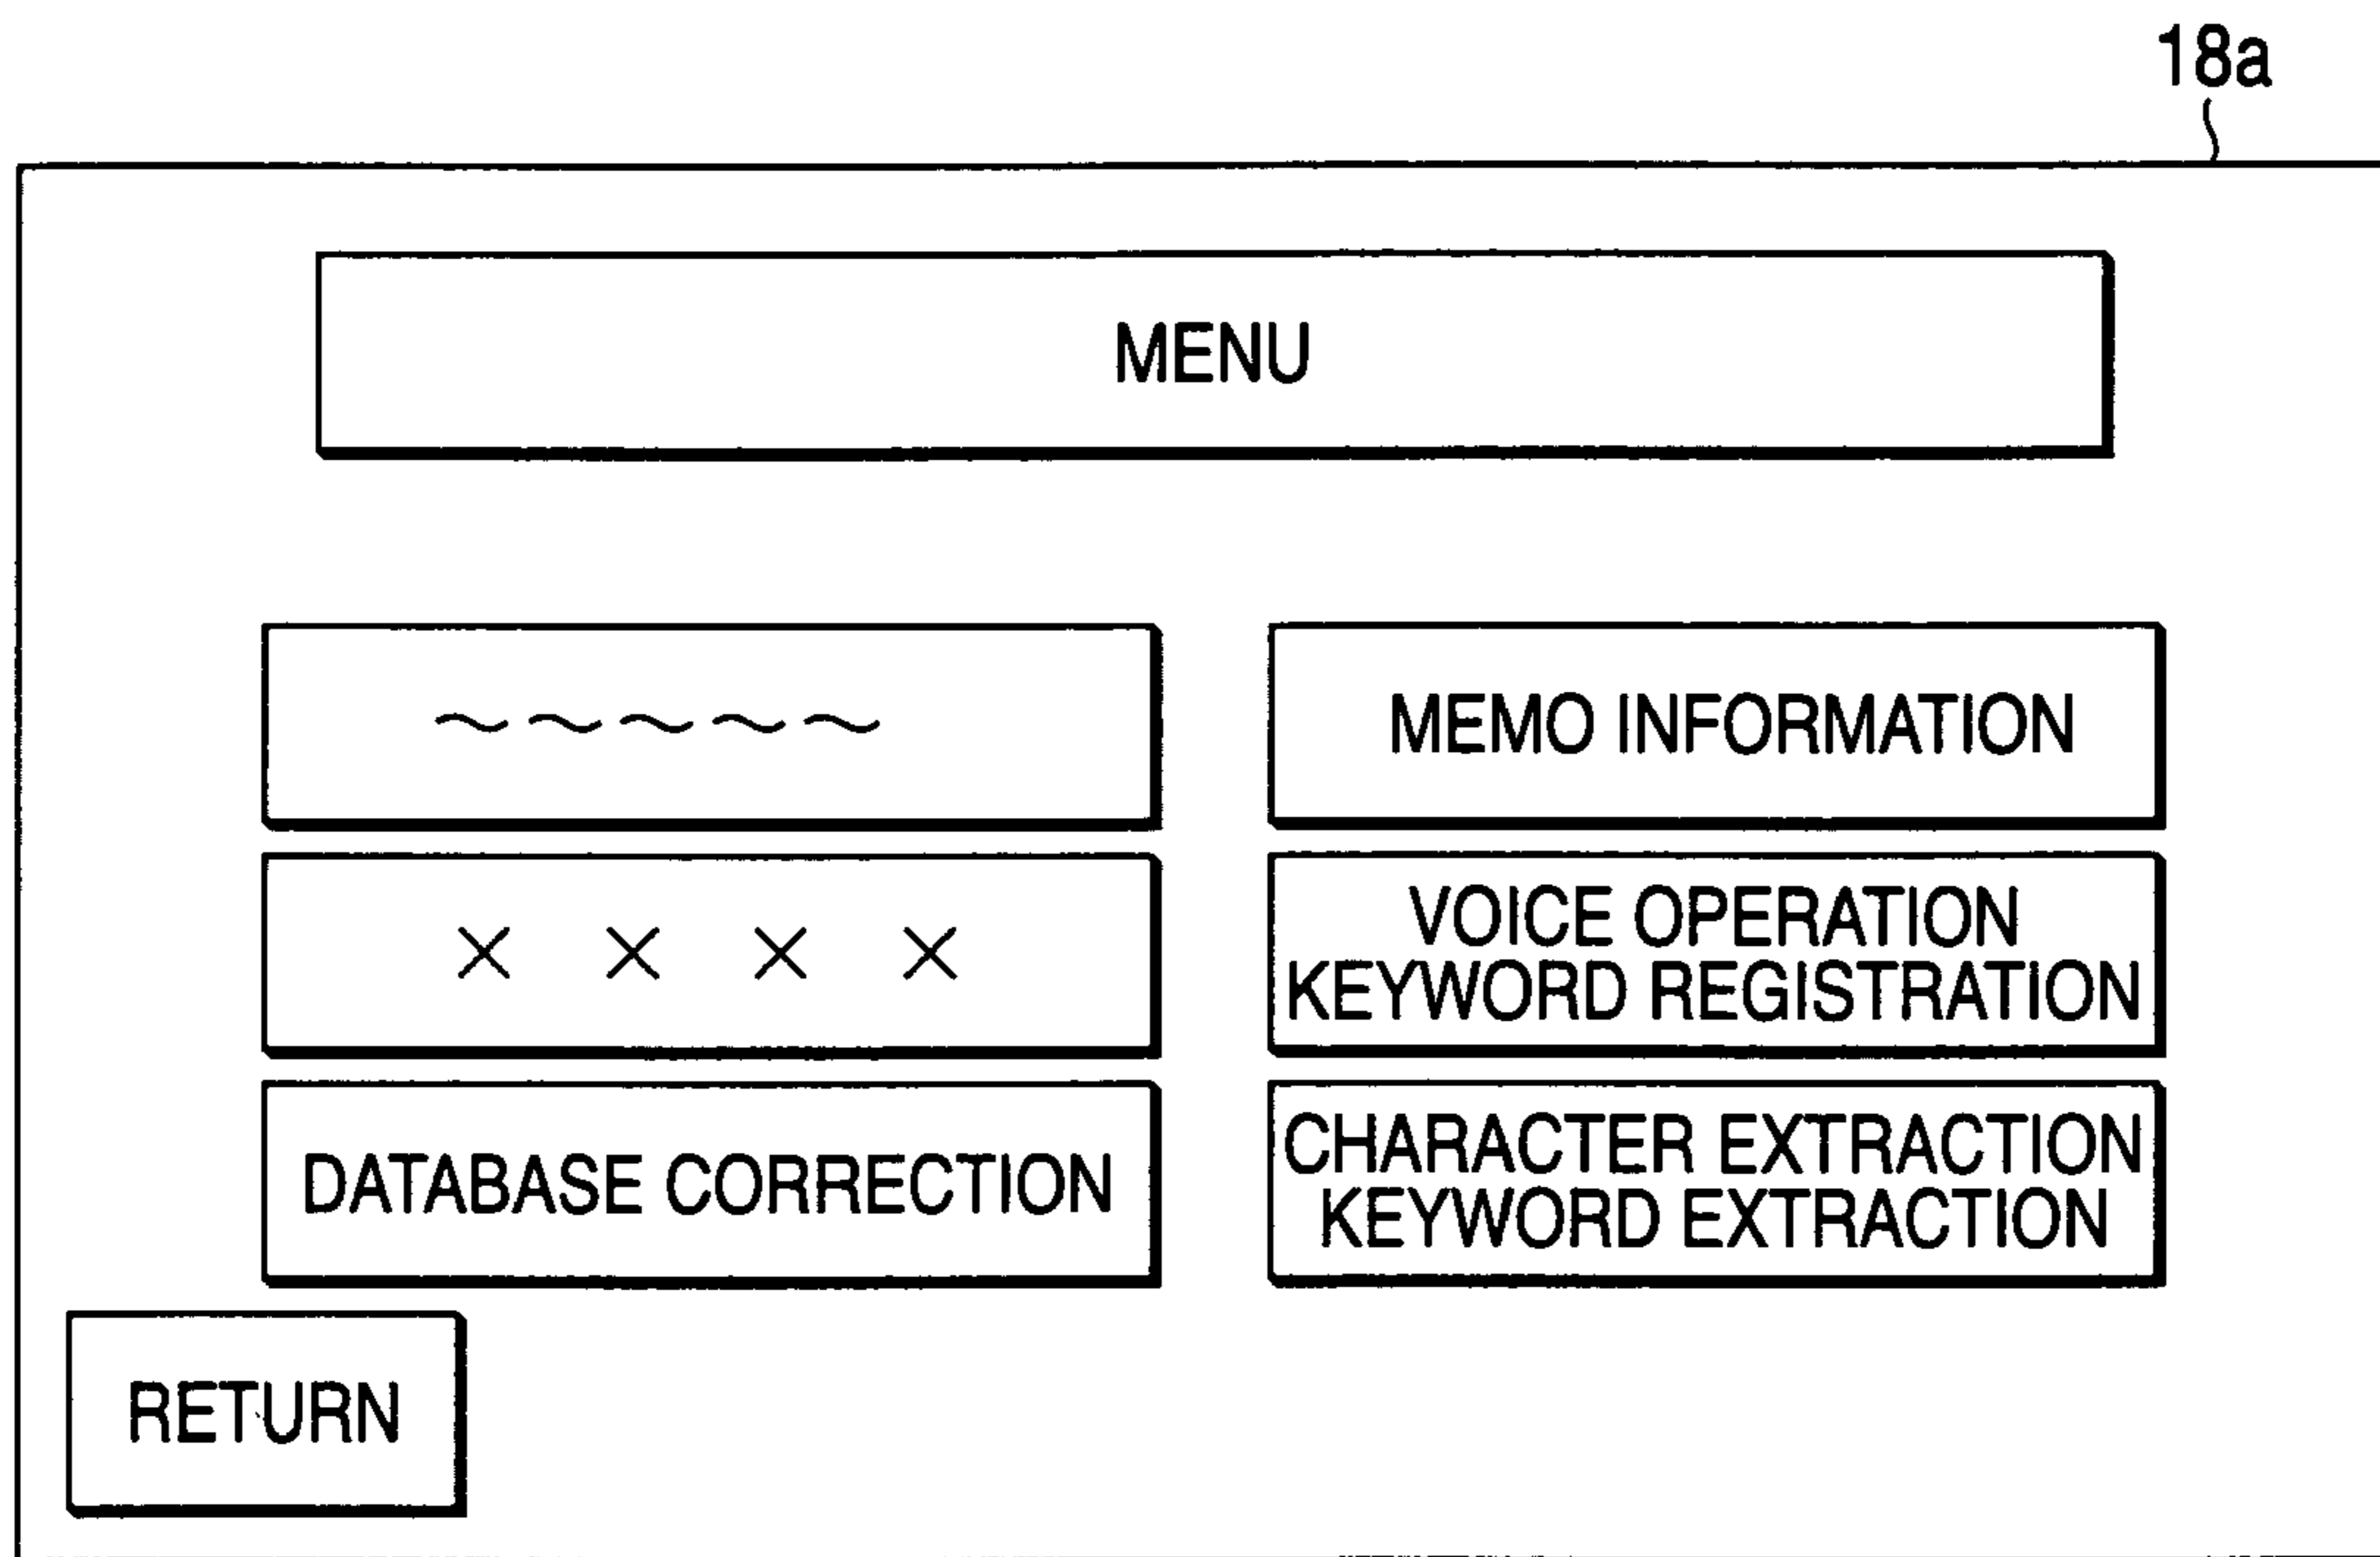 18a
MENU
~~~~~
MEMO INFORMATION
× × × ×
VOICE OPERATION
KEYWORD REGISTRATION
DATABASE CORRECTION
CHARACTER EXTRACTION
KEYWORD EXTRACTION
RETURN